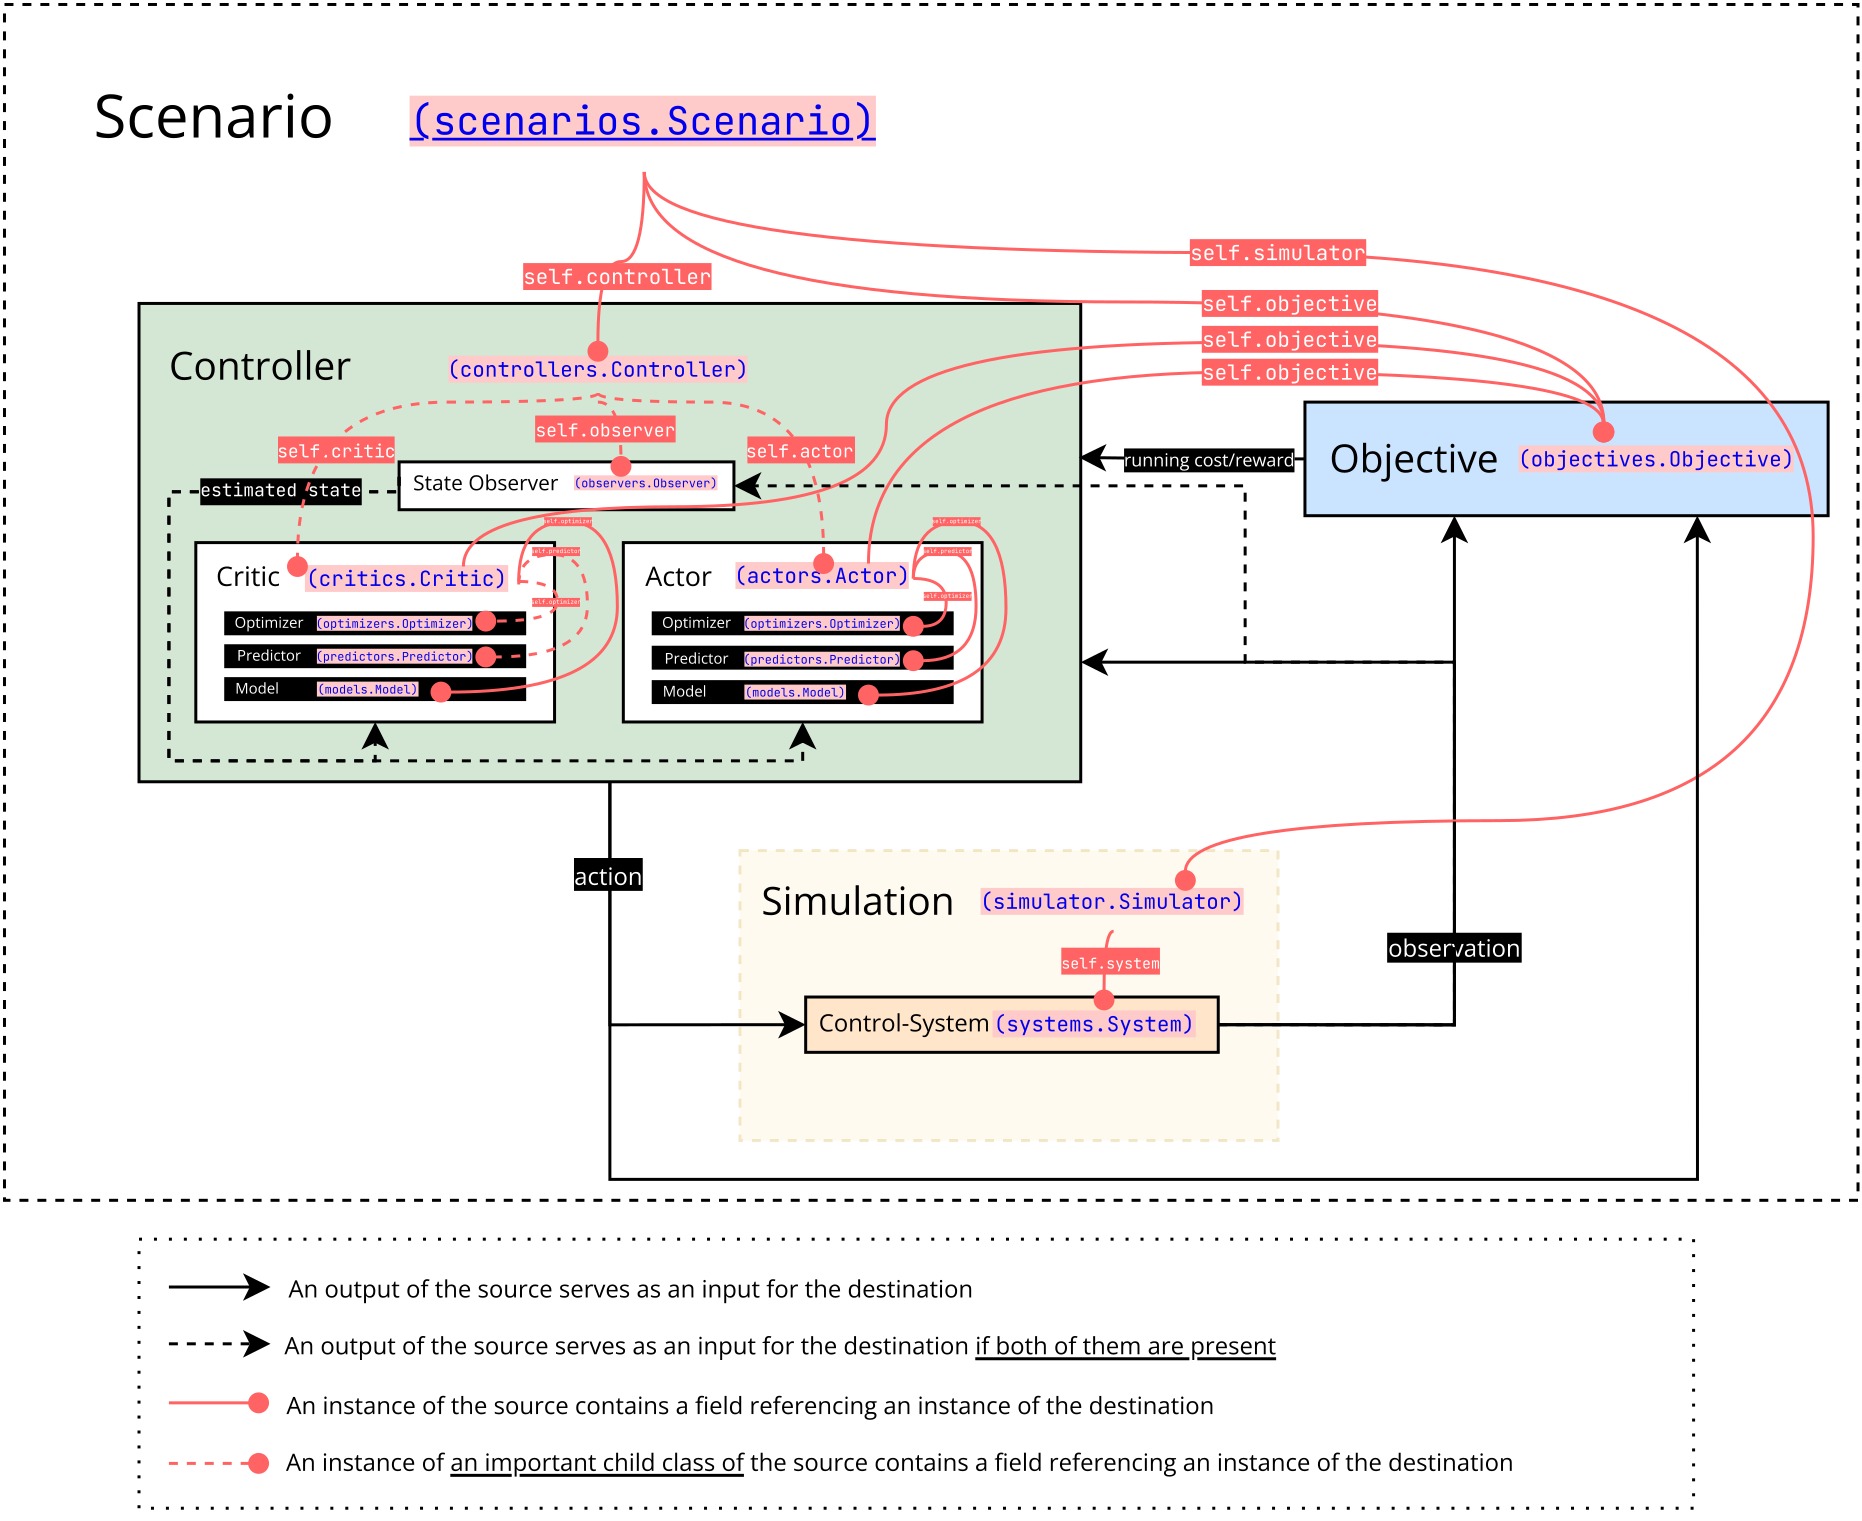 Scenario (scenarios.Scenario)
self.simulator
self.controller
self.objective
self.objective
self.objective
Controller (controllers.Controller)
self.observer
self.critic
self.actor
running cost/reward
Objective (objectives.Objective)
estimated state
State Observer (observers.Observer)
self.optimizer
self.optimizer
self.predictor
self.predictor
Critic (critics.Critic)
Actor (actors.Actor)
self.optimizer
self.optimizer
Optimizer (optimizers.Optimizer)
Optimizer (optimizers.Optimizer)
Predictor (predictors.Predictor)
Predictor (predictors.Predictor)
Model (models.Model)
Model (models.Model)
action
Simulation (simulator.Simulator)
observation
self.system
Control-System (systems.System)
An output of the source serves as an input for the destination
An output of the source serves as an input for the destination if both of them are present
An instance of the source contains a field referencing an instance of the destination
An instance of an important child class of the source contains a field referencing an instance of the destination